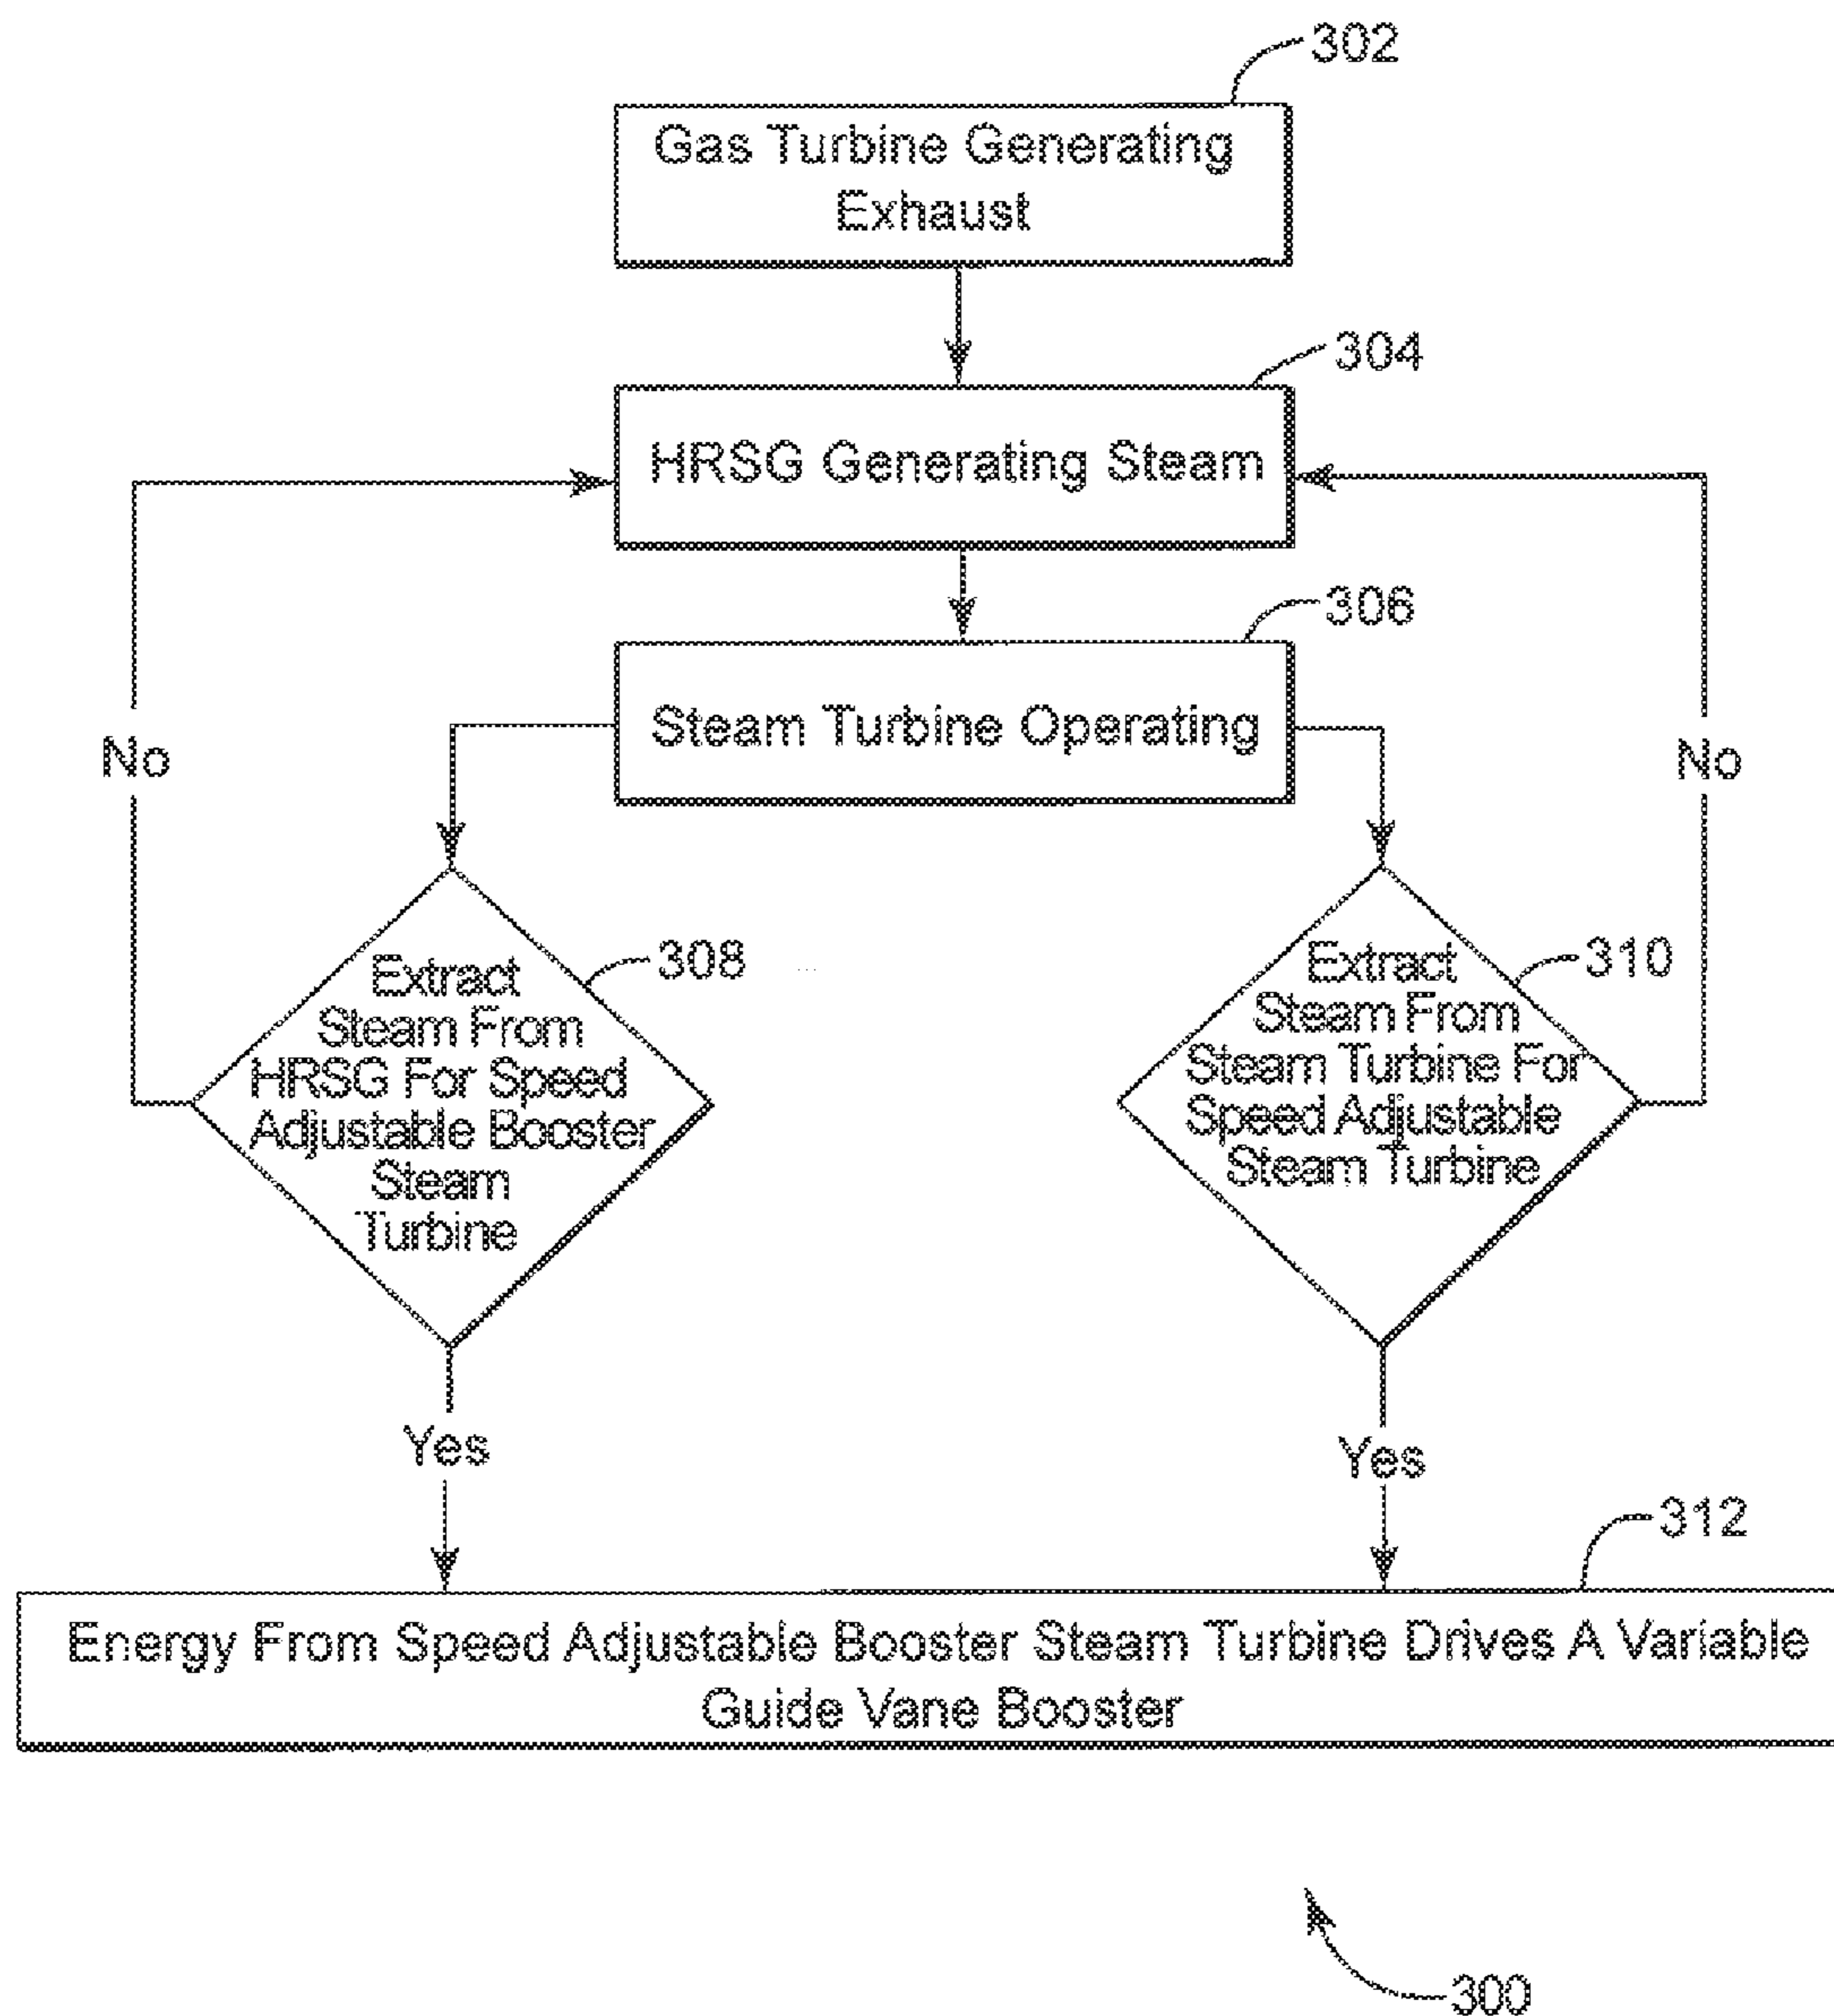 302
Gas Turbine Generating
Exhaust
304
HRSG Generating Steam
306
Steam Turbine Operating
No
No
308
Extract
Steam From
HRSG For Speed
Adjustable Booster
Steam
Turbine
310
Extract
Steam From
Steam Turbine For
Speed Adjustable
Steam Turbine
Yes
Yes
312
Energy From Speed Adjustable Booster Steam Turbine Drives A Variable
Guide Vane Booster
300